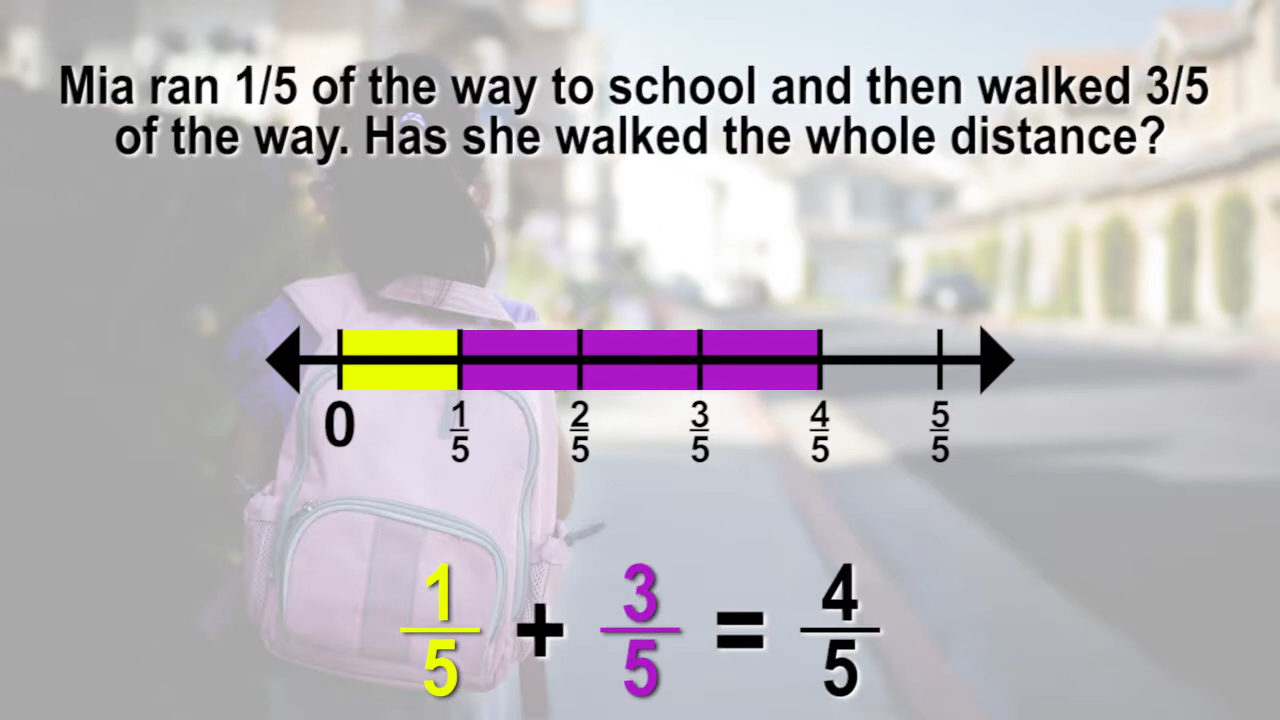 Mia ran 1/5 of the way to school and then walked 3/5
of the way. Has she walked the whole distance?
0 1/5 2/5 3/5 4/5 5/5
1/5 + 3/5 = 4/5